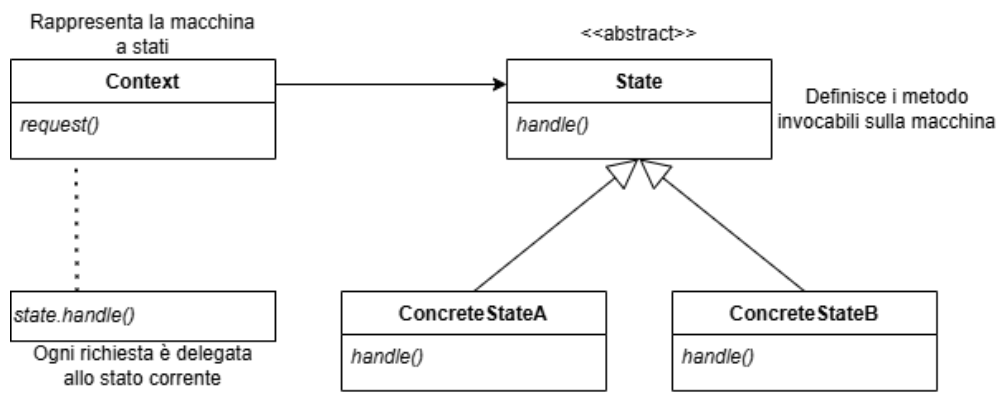 Rappresenta la macchina
a stati
Context
request()
<<abstract>>
State
handle()
Definisce i metodo
invocabili sulla macchina
state.handle()
Ogni richiesta è delegata
allo stato corrente
ConcreteStateA
handle()
ConcreteStateB
handle()